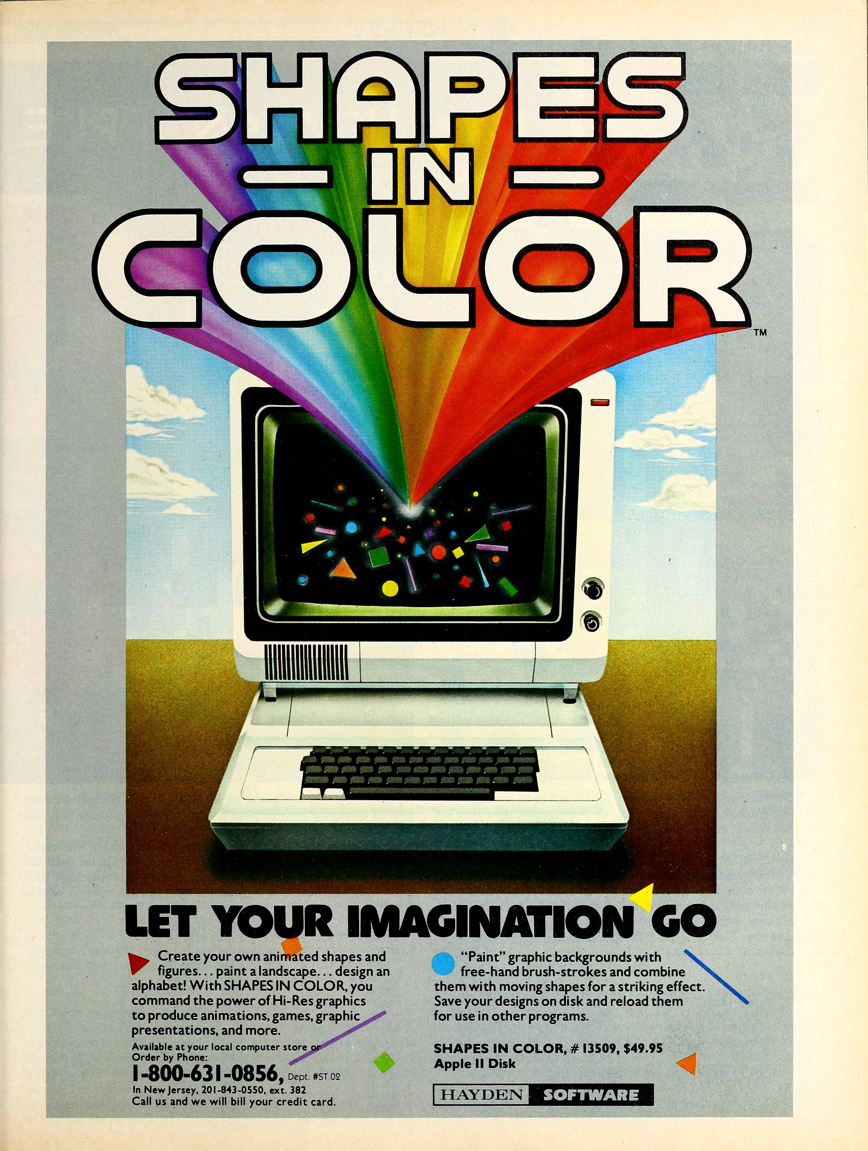 SHAPES
IN
COLOR™
LET YOUR IMAGINATION GO
Create your own animated shapes and
figures... paint a landscape... design an
alphabet! With SHAPES IN COLOR, you
command the power of Hi-Res graphics
to produce animations, games, graphic
presentations, and more.
Available at your local computer store or
Order by Phone:
1-800-631-0856, Dept. #ST 02
In New Jersey, 201-843-0550, ext. 382
Call us and we will bill your credit card.
"Paint" graphic backgrounds with
free-hand brush-strokes and combine
them with moving shapes for a striking effect.
Save your designs on disk and reload them
for use in other programs.
SHAPES IN COLOR, # 13509, $49.95
Apple II Disk
HAYDEN SOFTWARE